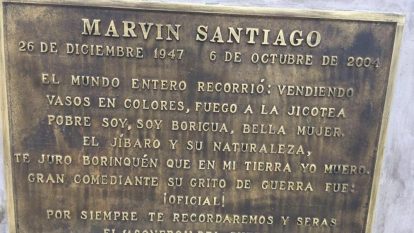 MARVIN SANTIAGO
26 DE DICIEMBRE 1947 6 DE OCTUBRE DE 2004
EL MUNDO ENTERO RECORRIÓ: VENDIENDO
VASOS EN COLORES, FUEGO A LA JICOTEA
POBRE SOY, SOY BORICUA, BELLA MUJER.
EL JÍBARO Y SU NATURALEZA,
TE JURO BORINQUÉN QUE EN MI TIERRA YO MUERO.
GRAN COMEDIANTE SU GRITO DE GUERRA FUE:
¡OFICIAL!
POR SIEMPRE TE RECORDAREMOS Y SERAS